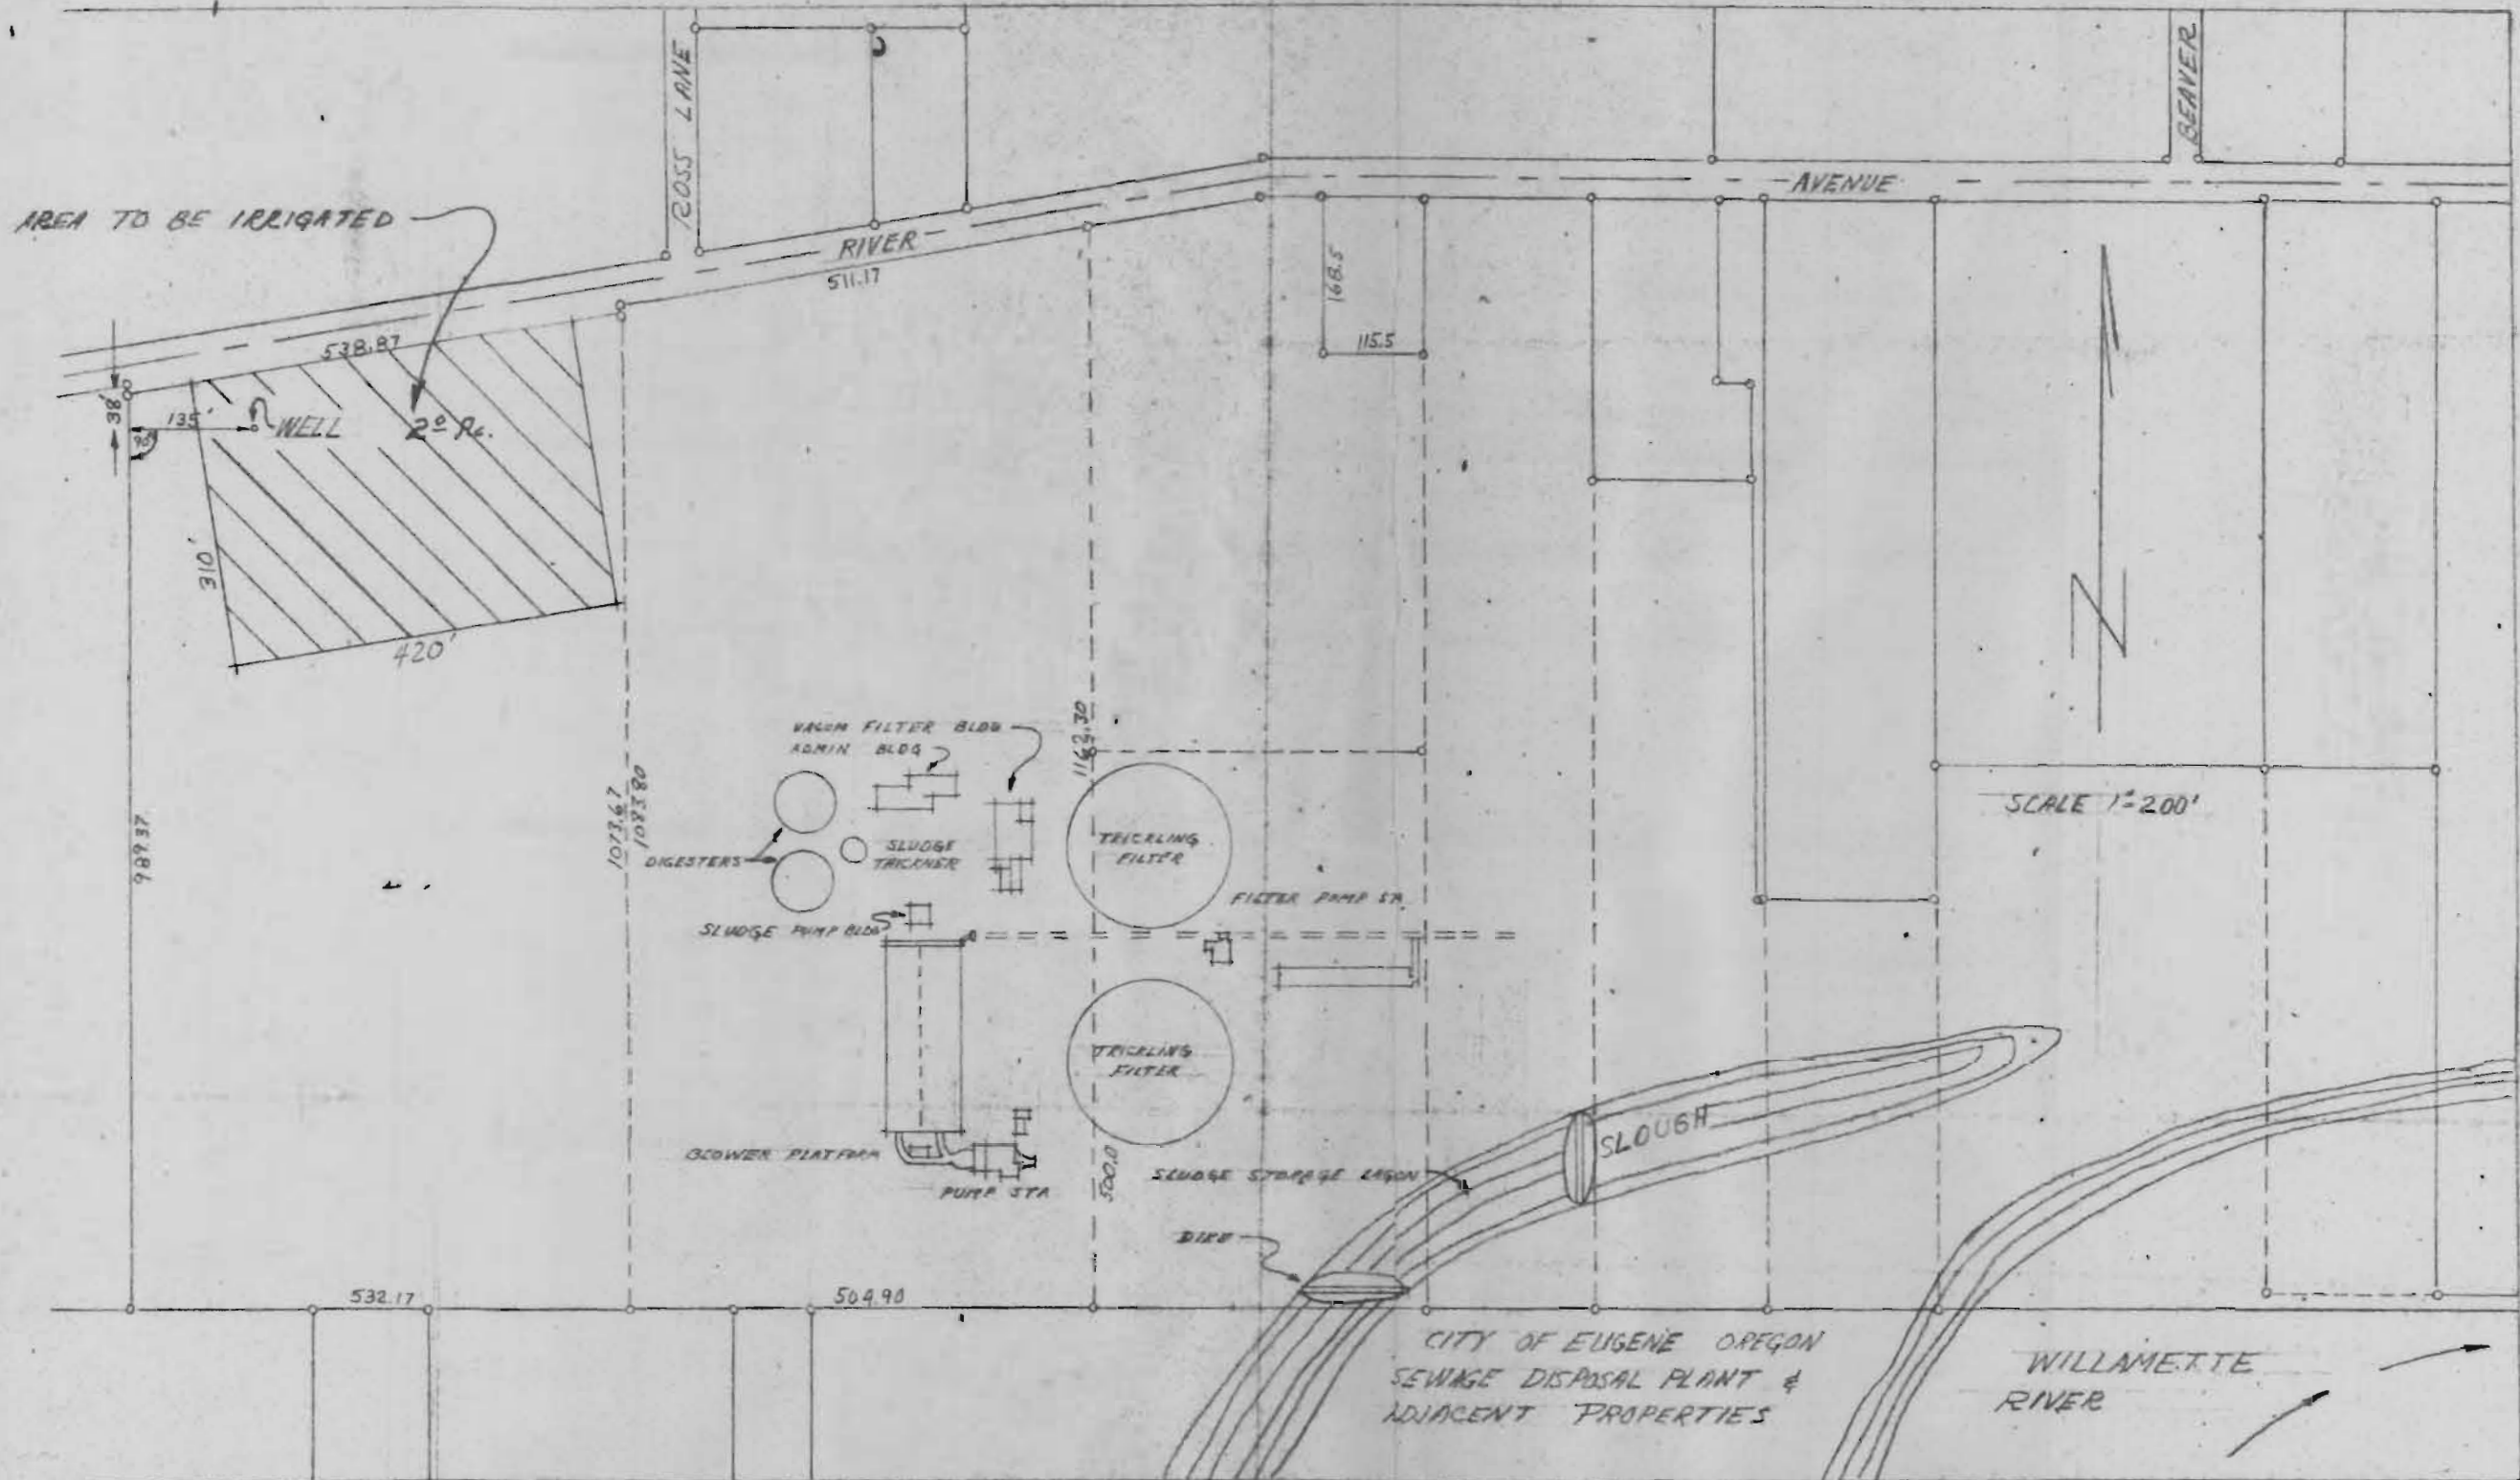 ROSS LANE
BEAVER
AVENUE
AREA TO BE IRRIGATED
RIVER
511.17
168.5
115.5
538.87
38'
135'
90°
WELL
2º Ac.
310'
420'
N
SCALE 1"=200'
VACUM FILTER BLDG
ADMIN BLDG
1162.30
1073.67
1083.80
989.37
DIGESTERS
SLUDGE
THICKNER
TRICKLING
FILTER
FILTER PUMP STA.
SLUDGE PUMP BLDG
TRICKLING
FILTER
BLOWER PLATFORM
PUMP STA
500.0
SLUDGE STORAGE LAGON
SLOUGH
DIKE
532.17
504.90
CITY OF EUGENE OREGON
SEWAGE DISPOSAL PLANT &
ADJACENT PROPERTIES
WILLAMETTE
RIVER